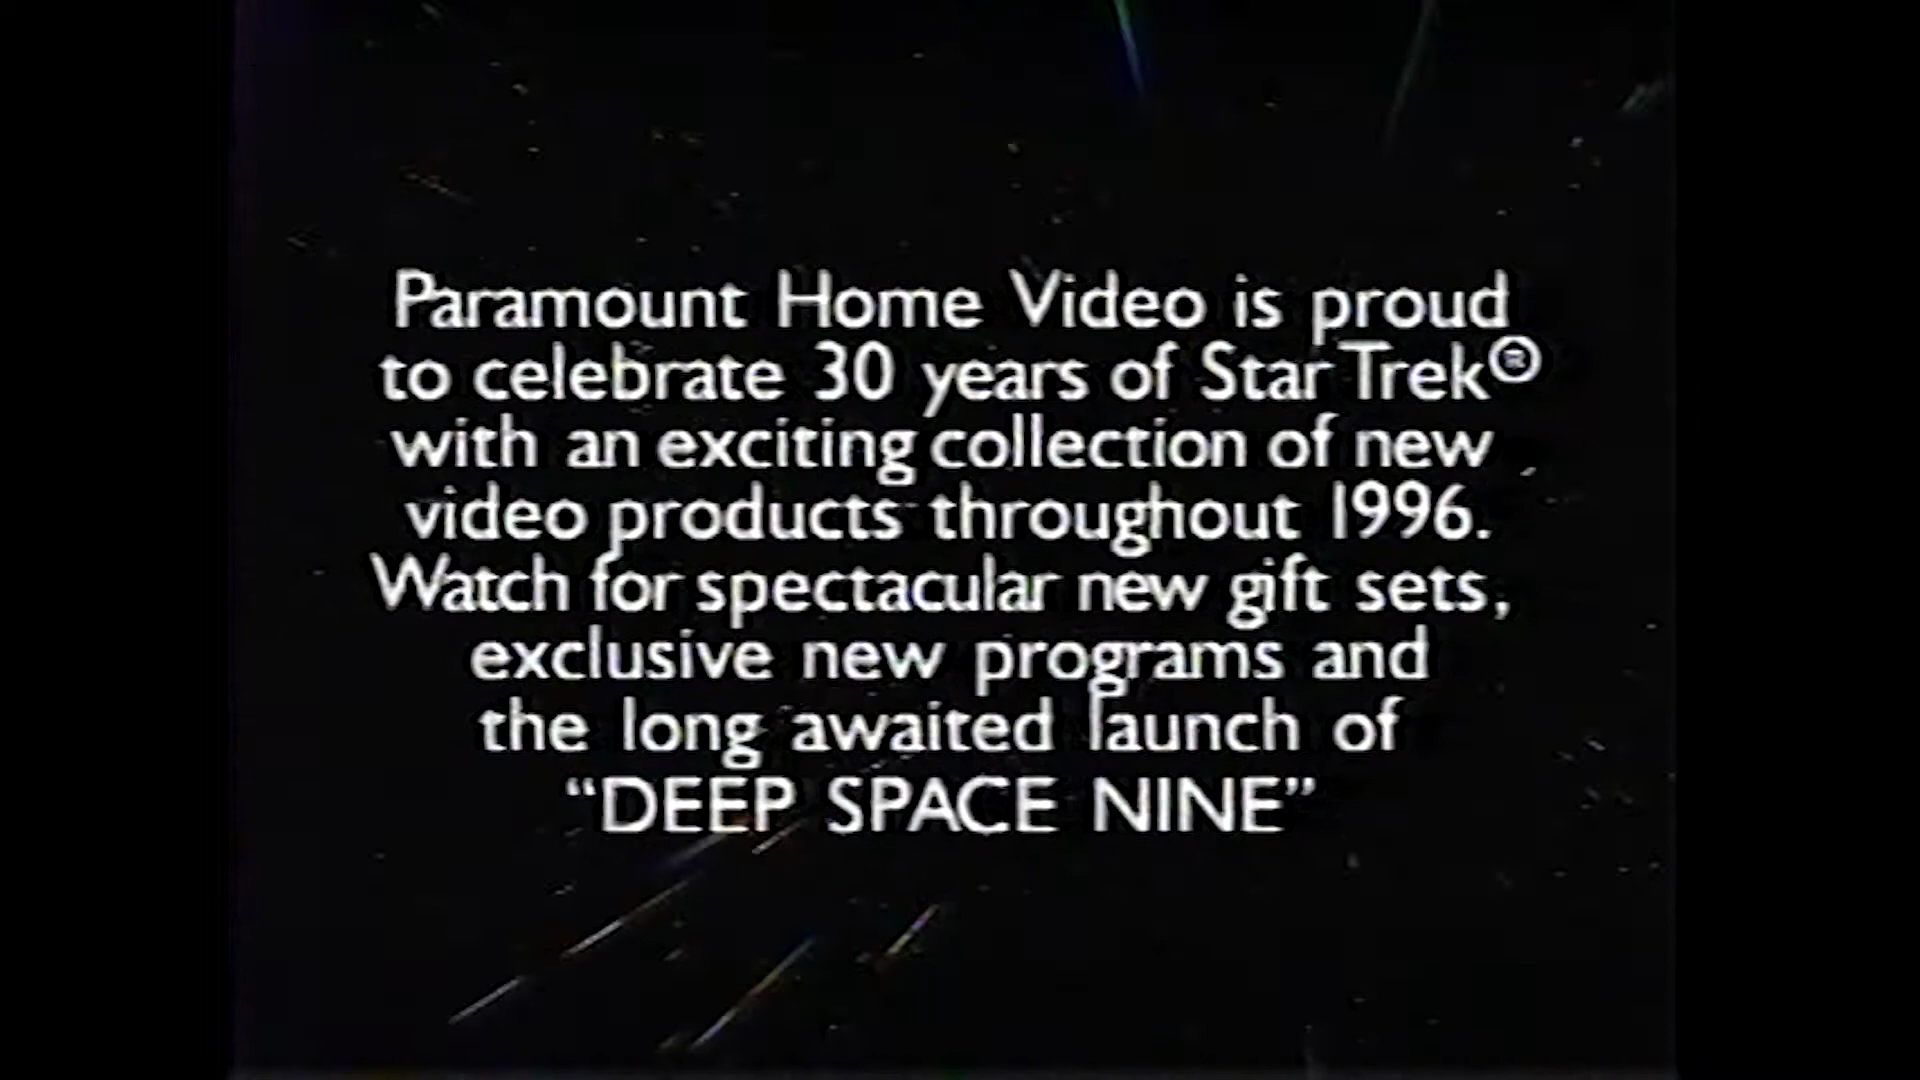 Paramount Home Video is proud
to celebrate 30 years of Star Trek®
with an exciting collection of new
video products throughout 1996.
Watch for spectacular new gift sets,
exclusive new programs and
the long awaited launch of
“DEEP SPACE NINE”